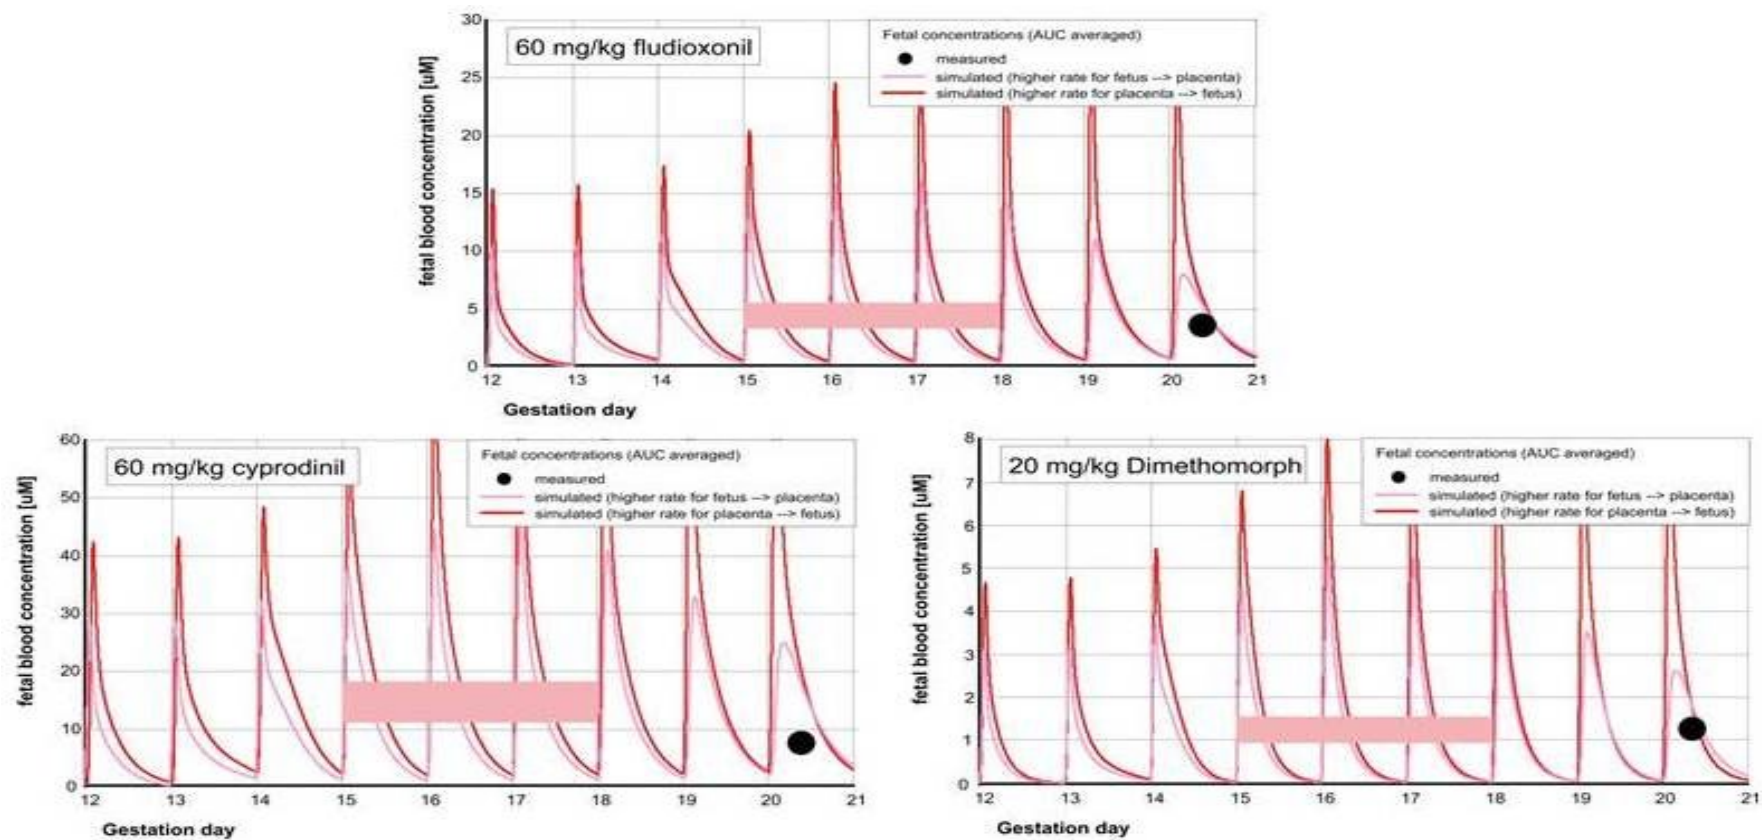 60 mg/kg fludioxonil
Fetal concentrations (AUC averaged)
measured
simulated (higher rate for fetus --> placenta)
simulated (higher rate for placenta --> fetus)
fetal blood concentration [uM]
30
25
20
15
10
5
0
12 13 14 15 16 17 18 19 20 21
Gestation day
60 mg/kg cyprodinil
Fetal concentrations (AUC averaged)
measured
simulated (higher rate for fetus --> placenta)
simulated (higher rate for placenta --> fetus)
fetal blood concentration [uM]
60
50
40
30
20
10
0
12 13 14 15 16 17 18 19 20 21
Gestation day
20 mg/kg Dimethomorph
Fetal concentrations (AUC averaged)
measured
simulated (higher rate for fetus --> placenta)
simulated (higher rate for placenta --> fetus)
fetal blood concentration [uM]
8
7
6
5
4
3
2
1
0
12 13 14 15 16 17 18 19 20 21
Gestation day